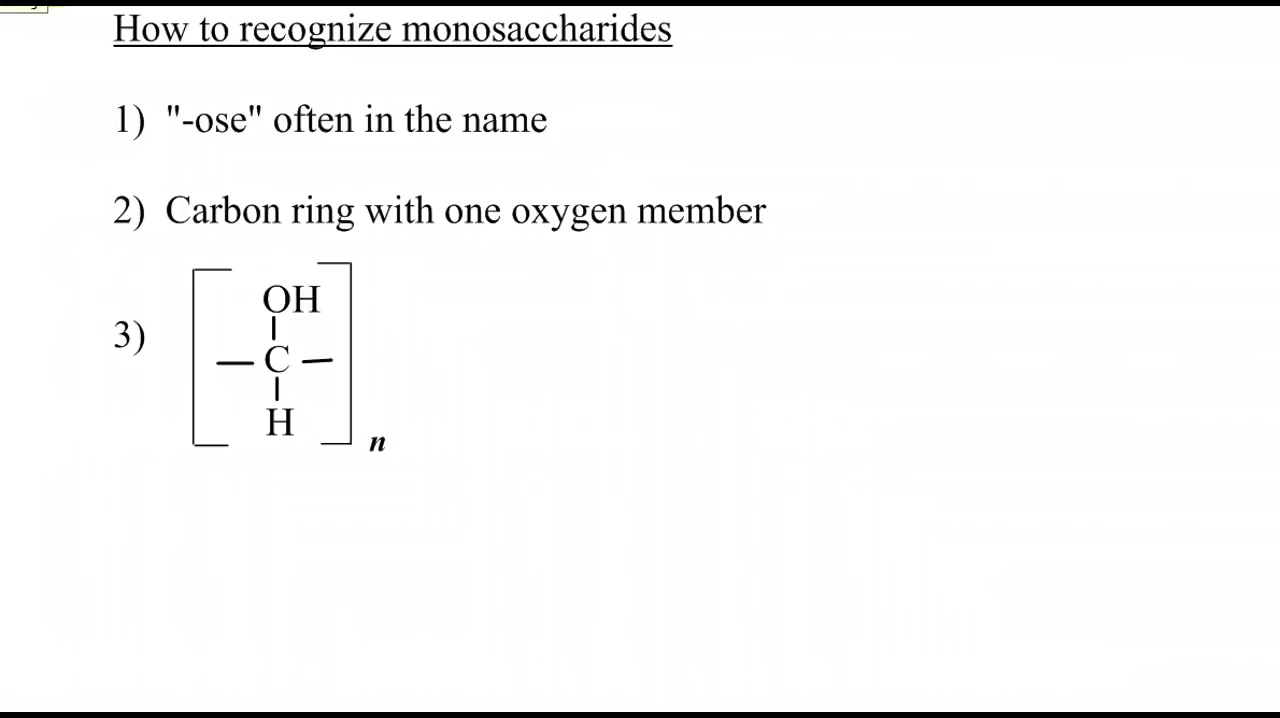 How to recognize monosaccharides
1) "-ose" often in the name
2) Carbon ring with one oxygen member
OH
3)
C
H
n